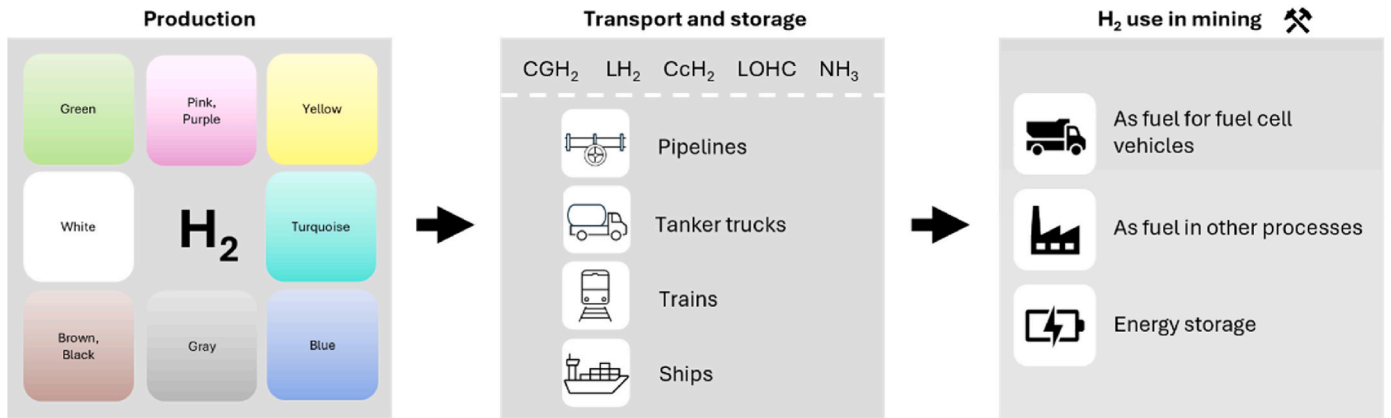 Production
Green
Pink,
Purple
Yellow
White
H₂
Turquoise
Brown,
Black
Gray
Blue
Transport and storage
CGH₂ LH₂ CcH₂ LOHC NH₃
Pipelines
Tanker trucks
Trains
Ships
H₂ use in mining
As fuel for fuel cell
vehicles
As fuel in other processes
Energy storage